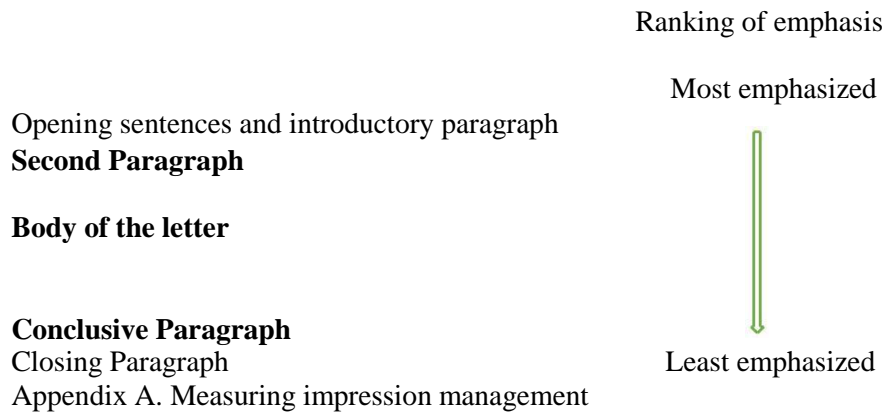 Ranking of emphasis
Most emphasized
Opening sentences and introductory paragraph
Second Paragraph
Body of the letter
Conclusive Paragraph
Closing Paragraph
Least emphasized
Appendix A. Measuring impression management